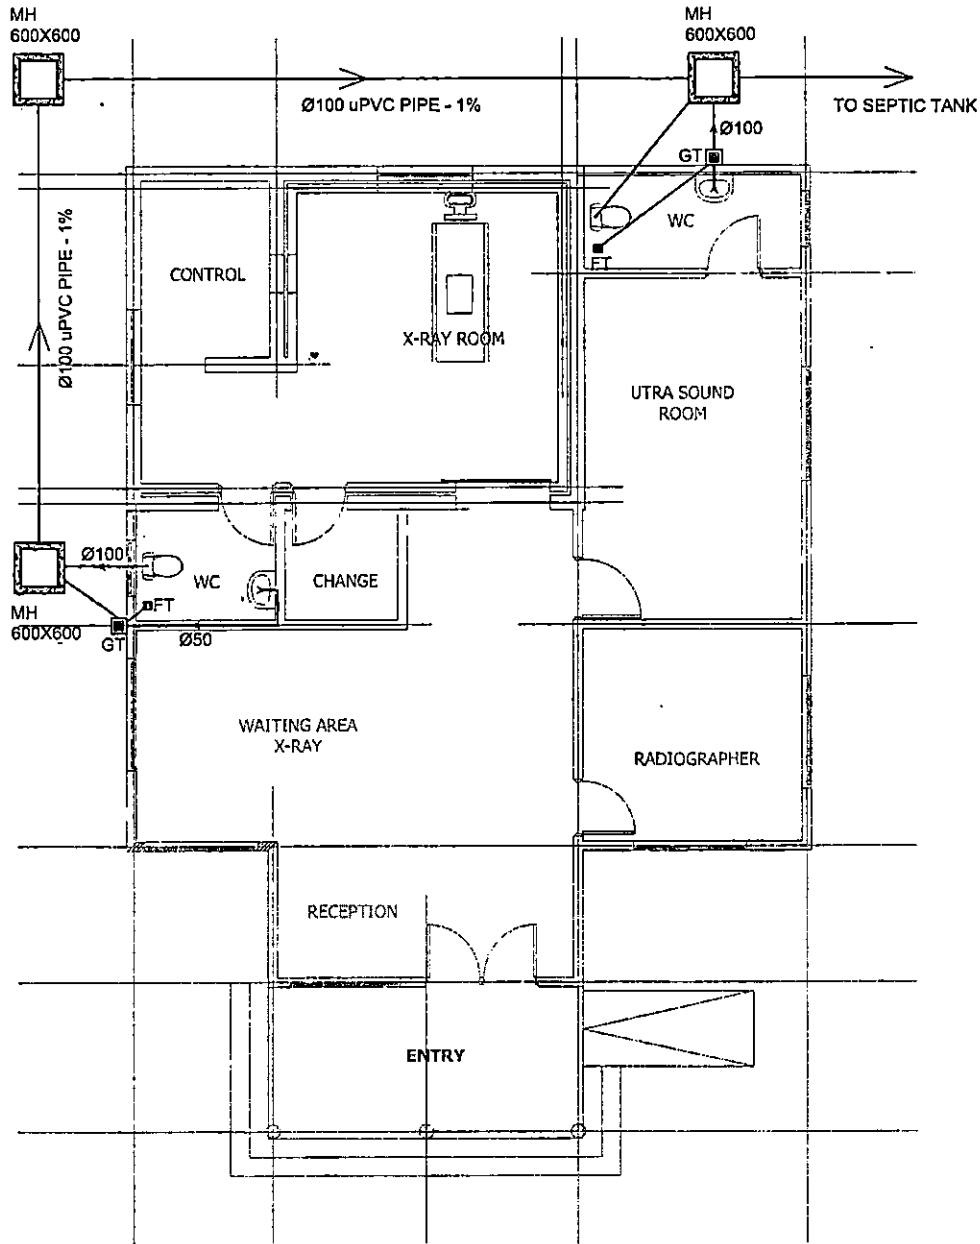 MH
600X600
MH
600X600
Ø100 uPVC PIPE - 1%
TO SEPTIC TANK
Ø100
GT
WC
FT
CONTROL
Ø100 uPVC PIPE - 1%
X-RAY ROOM
UTRA SOUND
ROOM
Ø100
WC
CHANGE
FT
MH
600X600
GT
Ø50
WAITING AREA
X-RAY
RADIOGRAPHER
RECEPTION
ENTRY